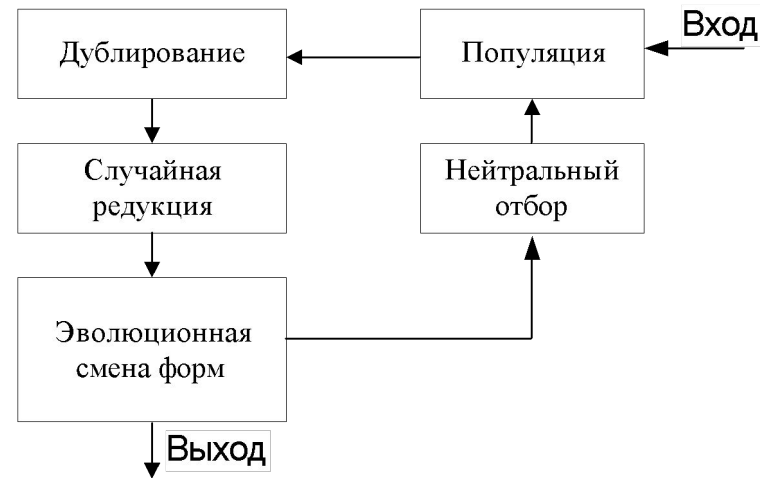 Вход
Дублирование
Популяция
Случайная
редукция
Нейтральный
отбор
Эволюционная
смена форм
Выход